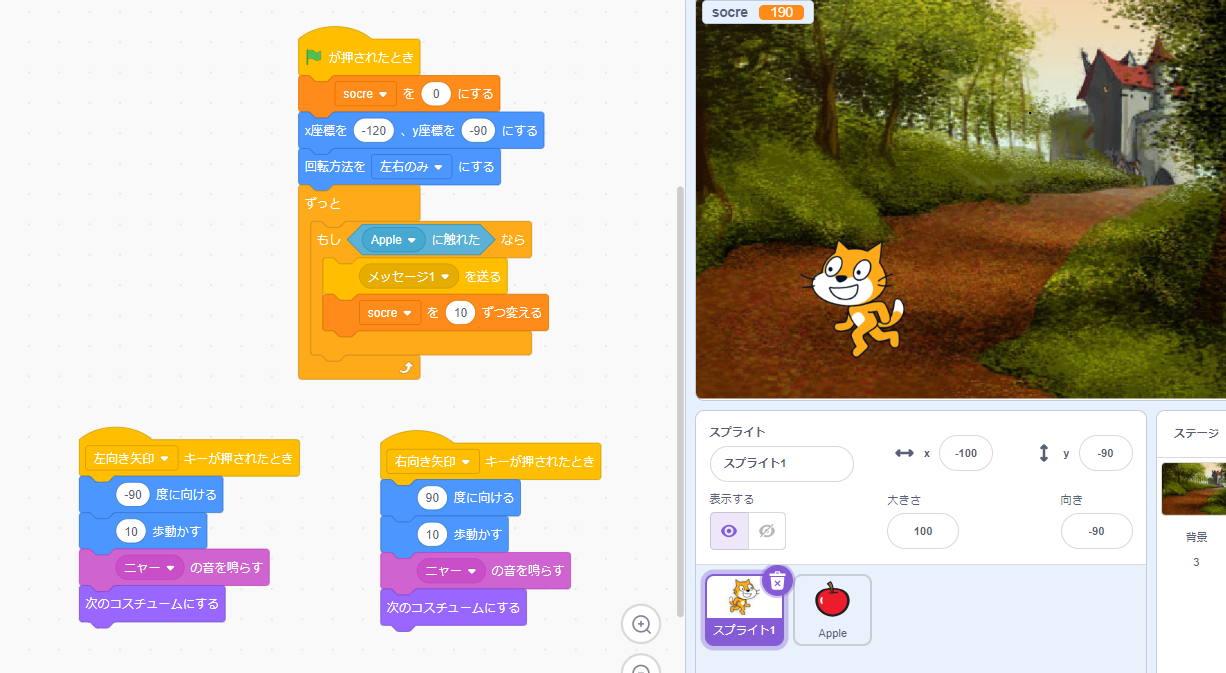 が押されたとき
socre を 0 にする
x座標を -120 、y座標を -90 にする
回転方法を 左右のみ にする
ずっと
もし Apple に触れた なら
メッセージ1 を送る
socre を 10 ずつ変える
左向き矢印 キーが押されたとき
-90 度に向ける
10 歩動かす
ニャー の音を鳴らす
次のコスチュームにする
右向き矢印 キーが押されたとき
90 度に向ける
10 歩動かす
ニャー の音を鳴らす
次のコスチュームにする
socre 190
スプライト
スプライト1
x -100
y -90
表示する
大きさ
100
向き
-90
スプライト1
Apple
ステージ
背景
3